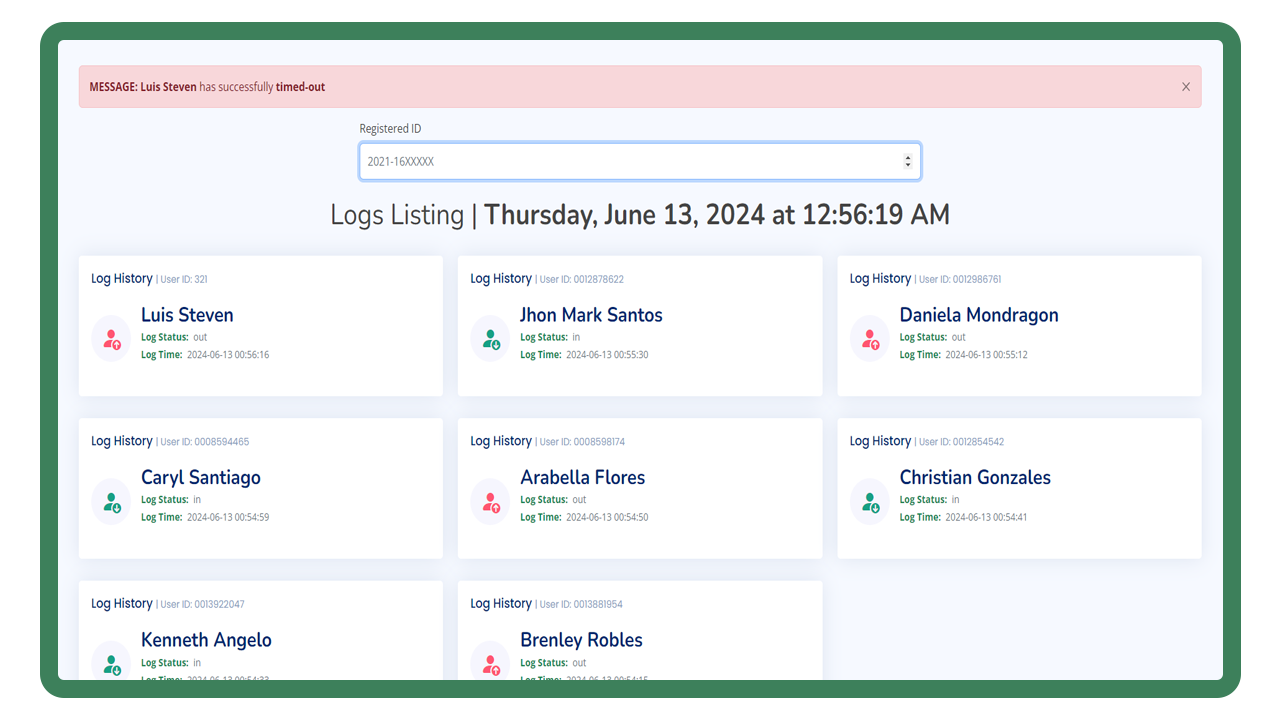 MESSAGE: Luis Steven has successfully timed-out
Registered ID
2021-16XXXXX
Logs Listing | Thursday, June 13, 2024 at 12:56:19 AM
Log History | User ID: 321
Luis Steven
Log Status: out
Log Time: 2024-06-13 00:56:16
Log History | User ID: 0012878622
Jhon Mark Santos
Log Status: in
Log Time: 2024-06-13 00:55:30
Log History | User ID: 0012986761
Daniela Mondragon
Log Status: out
Log Time: 2024-06-13 00:55:12
Log History | User ID: 0008594465
Caryl Santiago
Log Status: in
Log Time: 2024-06-13 00:54:59
Log History | User ID: 0008598174
Arabella Flores
Log Status: out
Log Time: 2024-06-13 00:54:50
Log History | User ID: 0012854542
Christian Gonzales
Log Status: in
Log Time: 2024-06-13 00:54:41
Log History | User ID: 0013922047
Kenneth Angelo
Log Status: in
Log Time: 2024-06-13
Log History | User ID: 0013881954
Brenley Robles
Log Status: out
Log Time: 2024-06-13